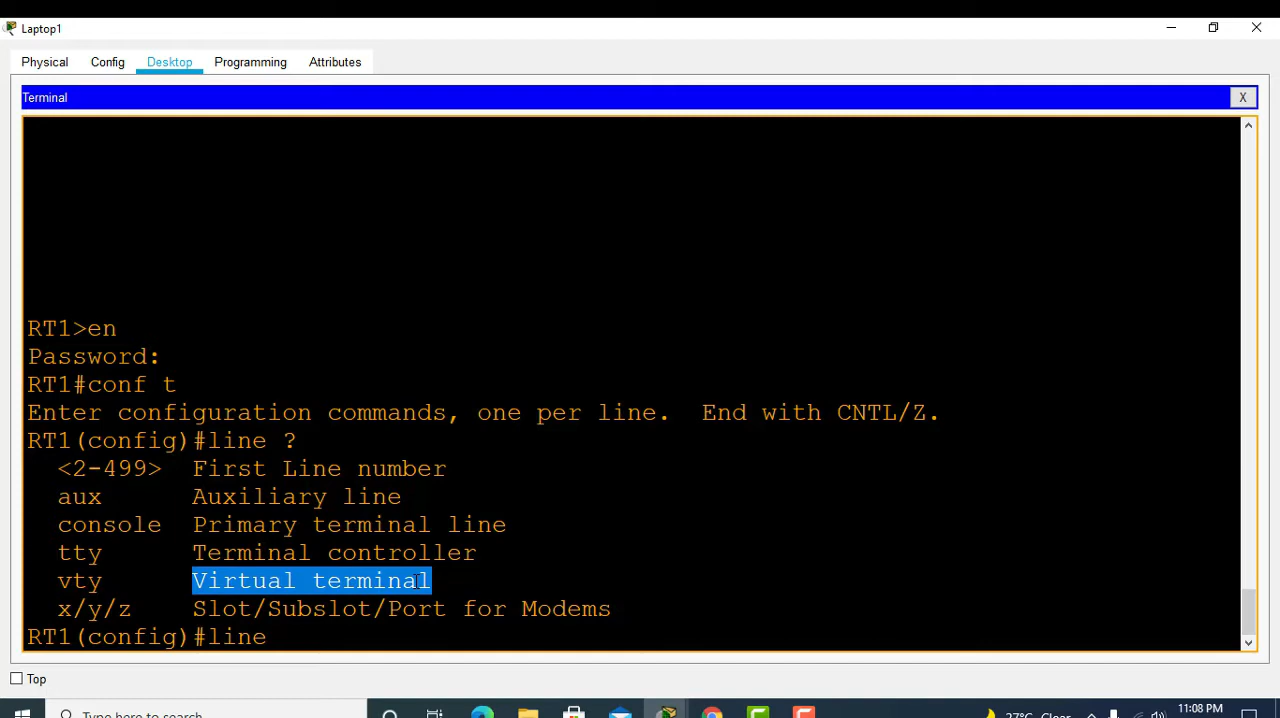 Laptop1
Physical Config Desktop Programming Attributes
Terminal X
RT1>en
Password:
RT1#conf t
Enter configuration commands, one per line.  End with CNTL/Z.
RT1(config)#line ?
<2-499> First Line number
aux Auxiliary line
console Primary terminal line
tty Terminal controller
vty Virtual terminal
x/y/z Slot/Subslot/Port for Modems
RT1(config)#line
Top
Type here to search 27°C Clear 11:08 PM